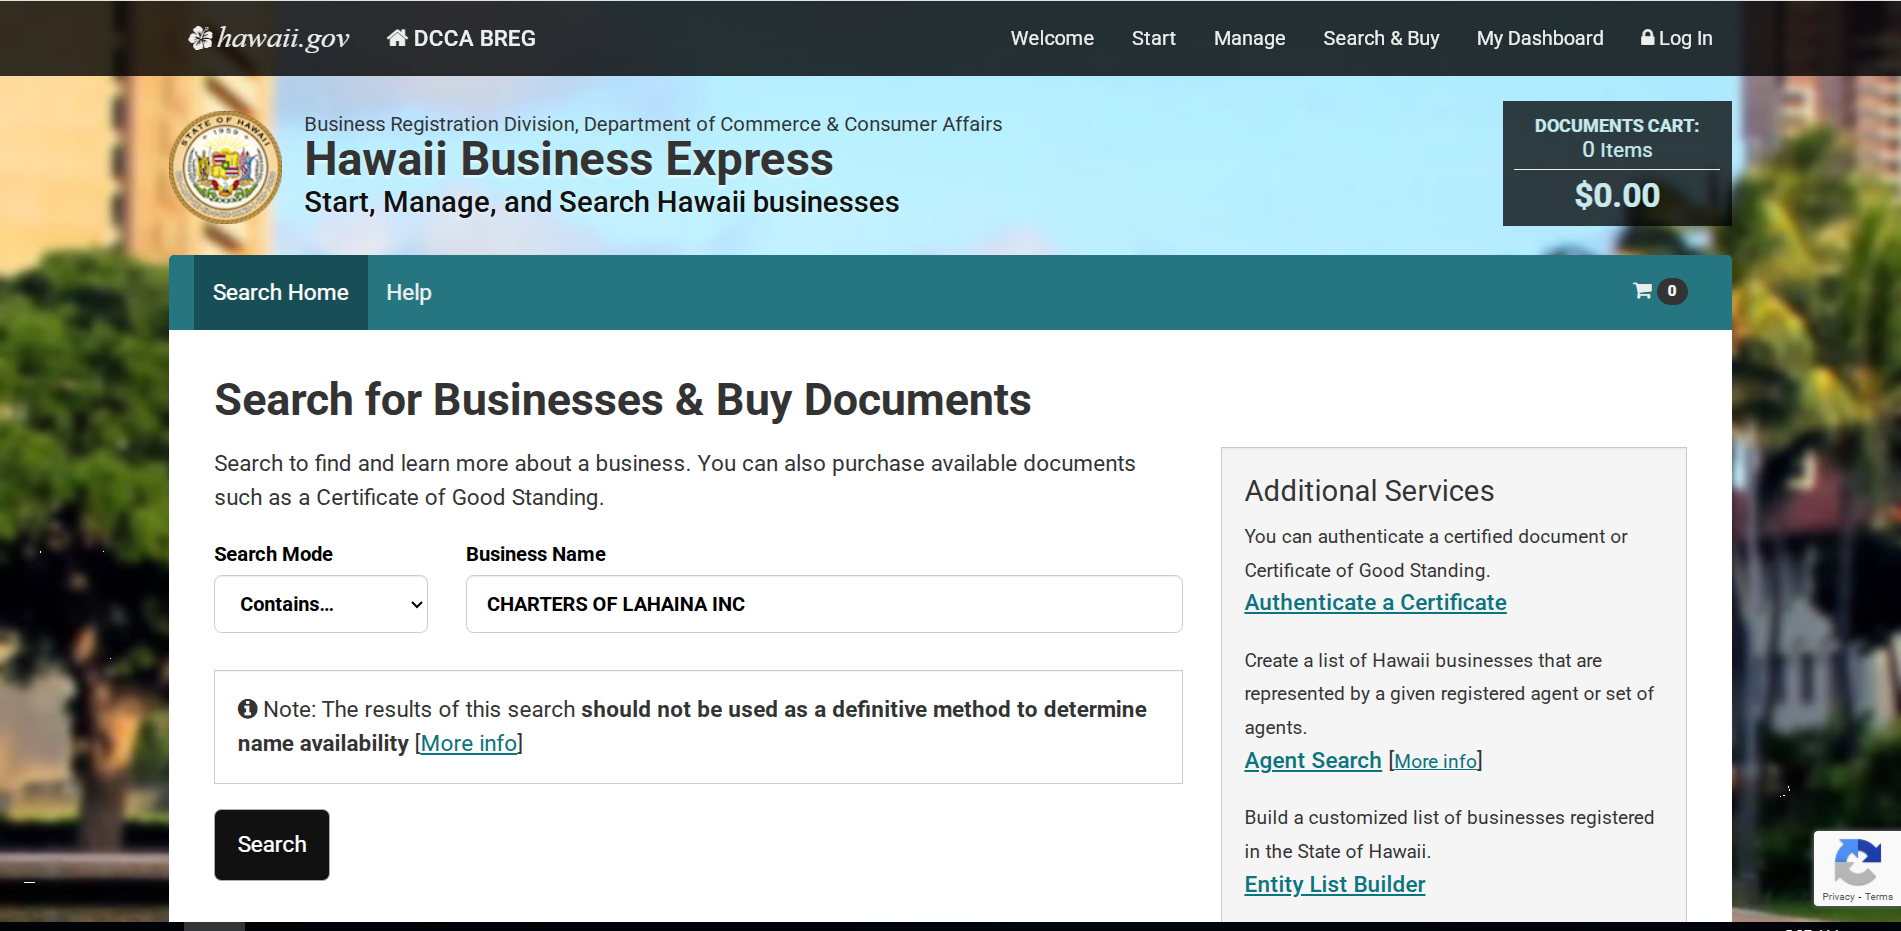 hawaii.gov
DCCA BREG
Welcome
Start
Manage
Search & Buy
My Dashboard
Log In
STATE OF HAWAII
1959
Business Registration Division, Department of Commerce & Consumer Affairs
Hawaii Business Express
Start, Manage, and Search Hawaii businesses
DOCUMENTS CART:
0 Items
$0.00
Search Home
Help
0
Search for Businesses & Buy Documents
Search to find and learn more about a business. You can also purchase available documents
such as a Certificate of Good Standing.
Search Mode
Contains...
Business Name
CHARTERS OF LAHAINA INC
Note: The results of this search should not be used as a definitive method to determine
name availability [More info]
Search
Additional Services
You can authenticate a certified document or
Certificate of Good Standing.
Authenticate a Certificate
Create a list of Hawaii businesses that are
represented by a given registered agent or set of
agents.
Agent Search [More info]
Build a customized list of businesses registered
in the State of Hawaii.
Entity List Builder
Privacy - Terms